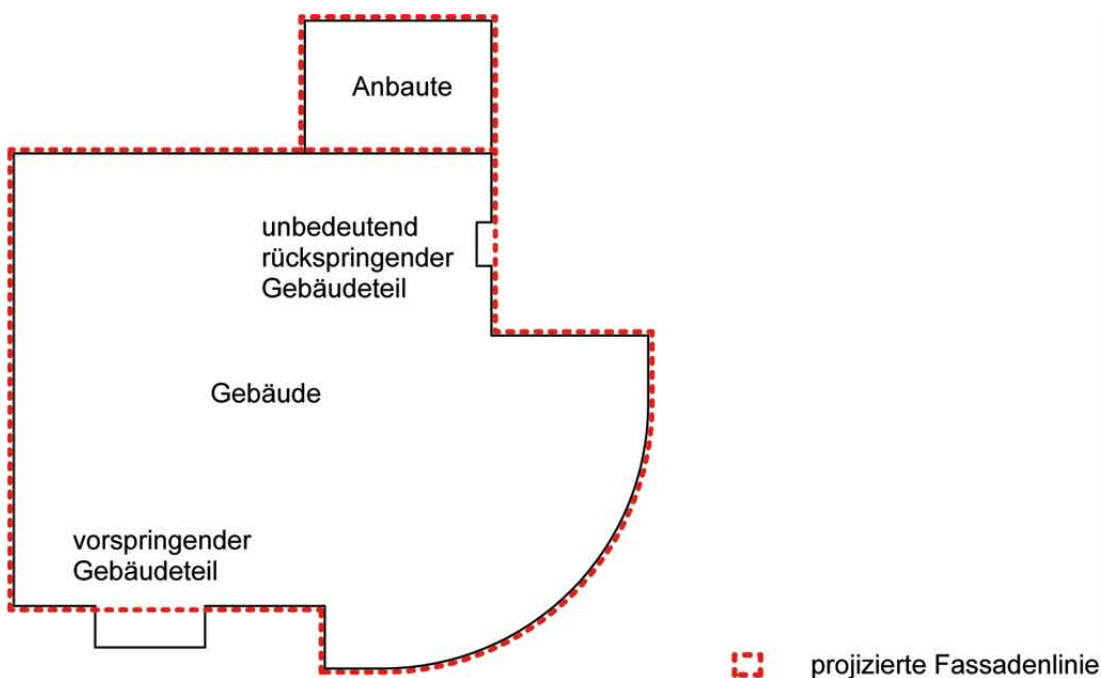 Anbaute
unbedeutend
rückspringender
Gebäudeteil
Gebäude
vorspringender
Gebäudeteil
projizierte Fassadenlinie